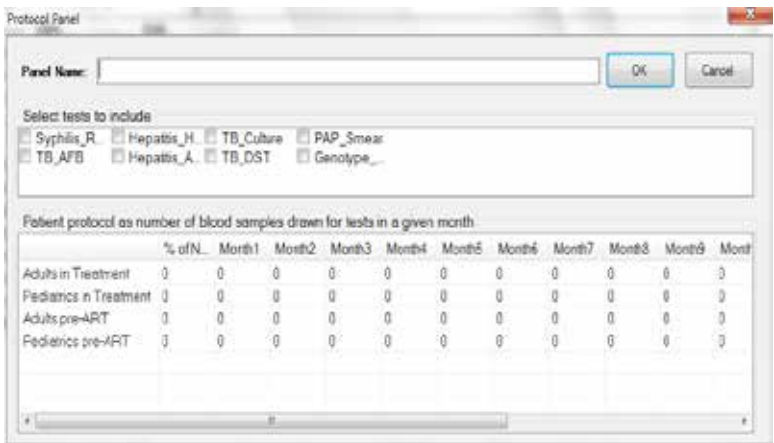 Protocol Panel
Panel Name: OK Cancel
Select tests to include
Syphilis_R... Hepatitis_H... TB_Culture PAP_Smear
TB_AFB Hepatitis_A... TB_DST Genotype_...
Patient protocol as number of blood samples drawn for tests in a given month
% of N... Month1 Month2 Month3 Month4 Month5 Month6 Month7 Month8 Month9 Mont
Adults in Treatment 0 0 0 0 0 0 0 0 0 0 0
Pediatrics in Treatment 0 0 0 0 0 0 0 0 0 0 0
Adults pre-ART 0 0 0 0 0 0 0 0 0 0 0
Pediatrics pre-ART 0 0 0 0 0 0 0 0 0 0 0